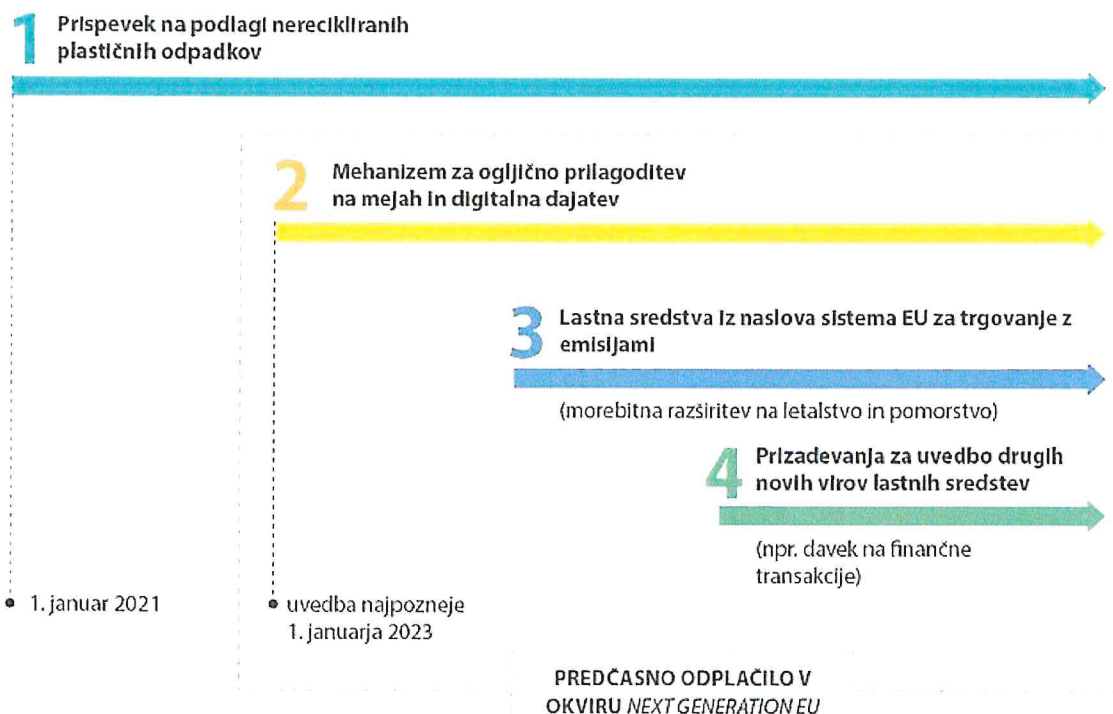 1 Prispevek na podlagi nerecikliranih
plastičnih odpadkov
2 Mehanizem za ogljično prilagoditev
na mejah in digitalna dajatev
3 Lastna sredstva iz naslova sistema EU za trgovanje z
emisijami
(morebitna razširitev na letalstvo in pomorstvo)
4 Prizadevanja za uvedbo drugih
novih virov lastnih sredstev
(npr. davek na finančne
transakcije)
1. januar 2021
uvedba najpozneje
1. januarja 2023
PREDČASNO ODPLAČILO V
OKVIRU NEXT GENERATION EU